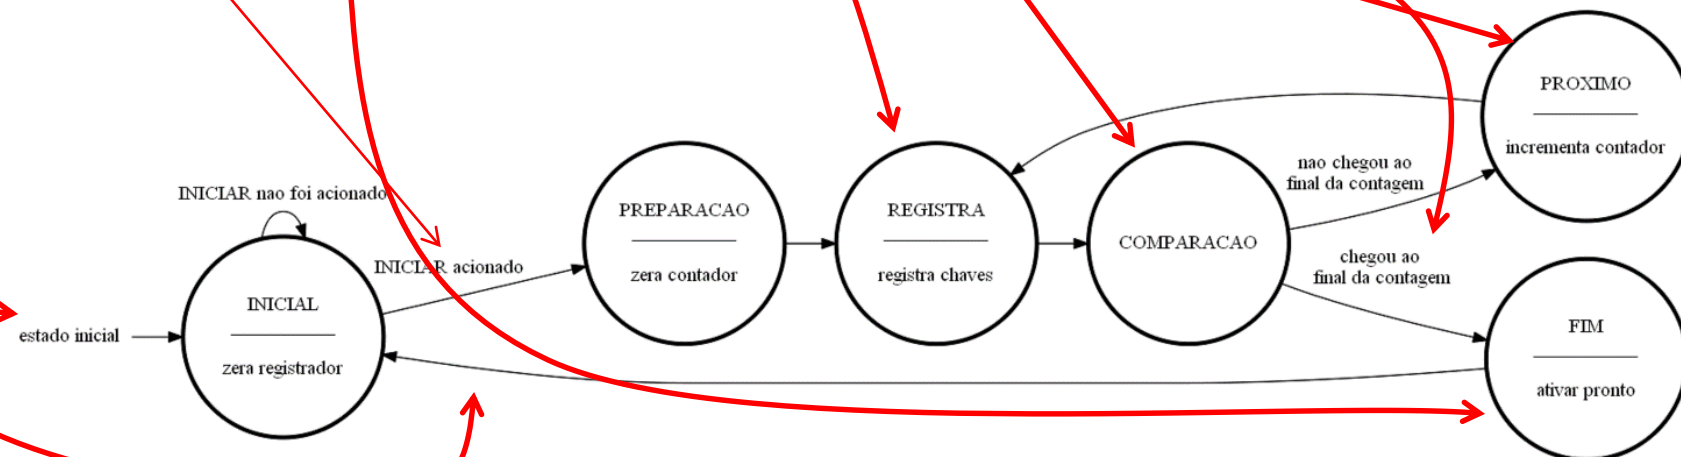 estado inicial
INICIAR nao foi acionado
INICIAL
zera registrador
INICIAR acionado
PREPARACAO
zera contador
REGISTRA
registra chaves
COMPARACAO
nao chegou ao
final da contagem
PROXIMO
incrementa contador
chegou ao
final da contagem
FIM
ativar pronto